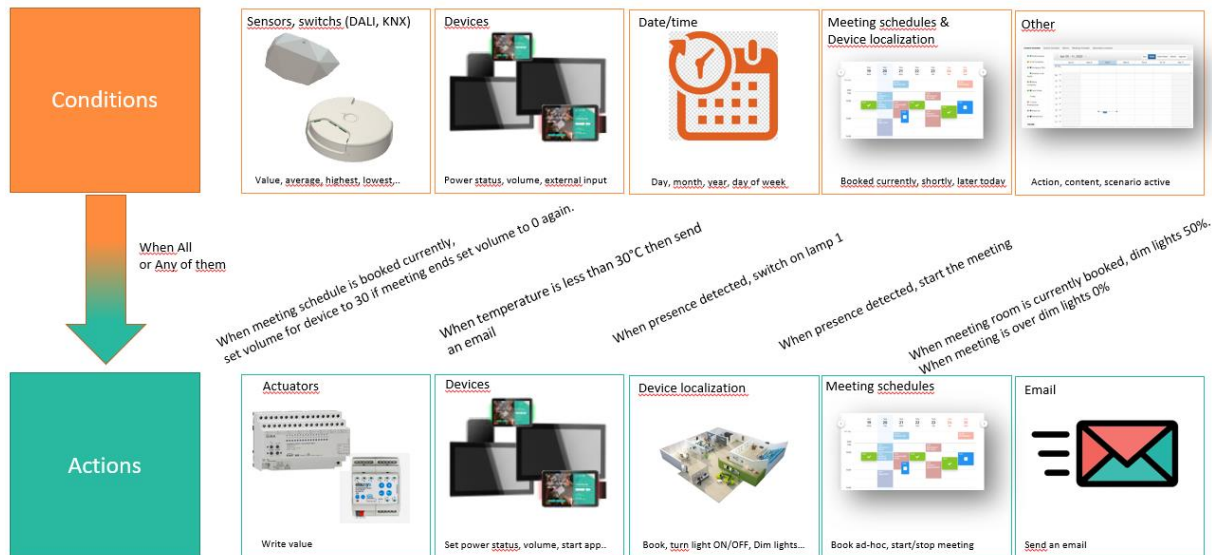 Conditions
Sensors, switchs (DALI, KNX)
Value, average, highest, lowest,...
Devices
Power status, volume, external input
Date/time
Day, month, year, day of week
Meeting schedules &
Device localization
Booked currently, shortly, later today
Other
Action, content, scenario active
When All
or Any of them
When meeting schedule is booked currently,
set volume for device to 30 if meeting ends set volume to 0 again.
When temperature is less than 30°C then send
an email
When presence detected, switch on lamp 1
When presence detected, start the meeting
When meeting room is currently booked, dim lights 50%.
When meeting is over dim lights 0%
Actions
Actuators
Write value
Devices
Set power status, volume, start app...
Device localization
Book, turn light ON/OFF, Dim lights...
Meeting schedules
Book ad-hoc, start/stop meeting
Email
Send an email